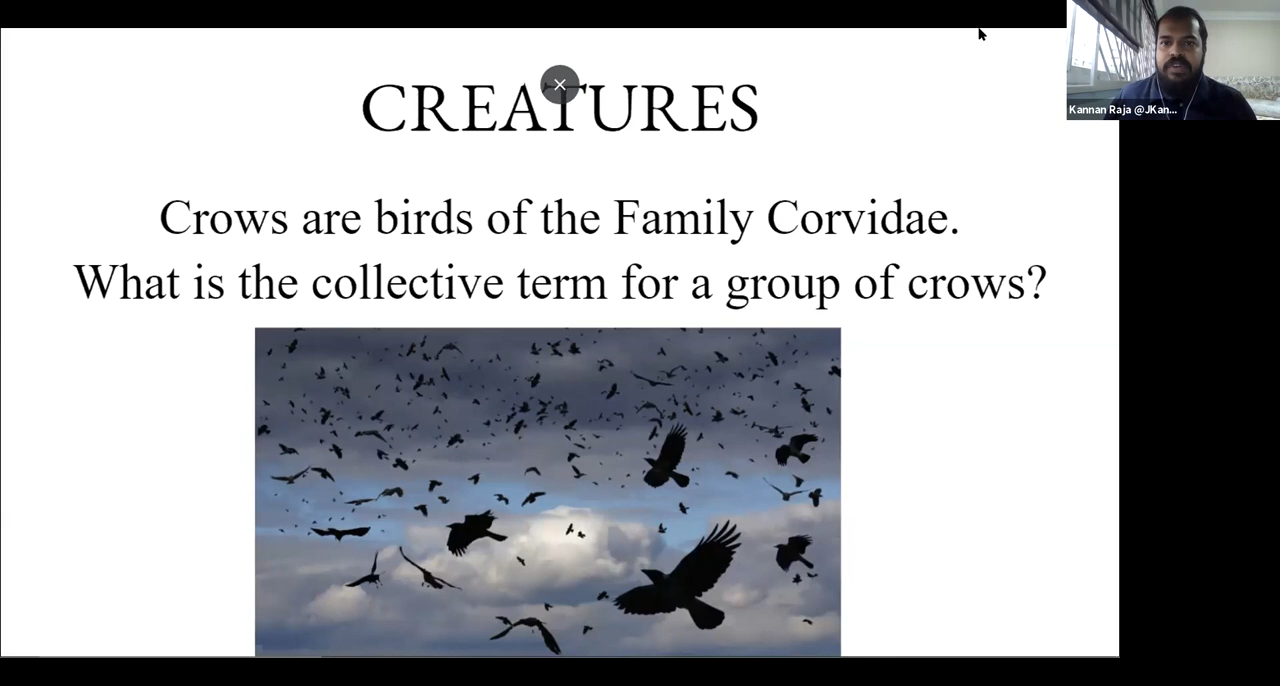 CREATURES
Kannan Raja @JKan...
Crows are birds of the Family Corvidae.
What is the collective term for a group of crows?